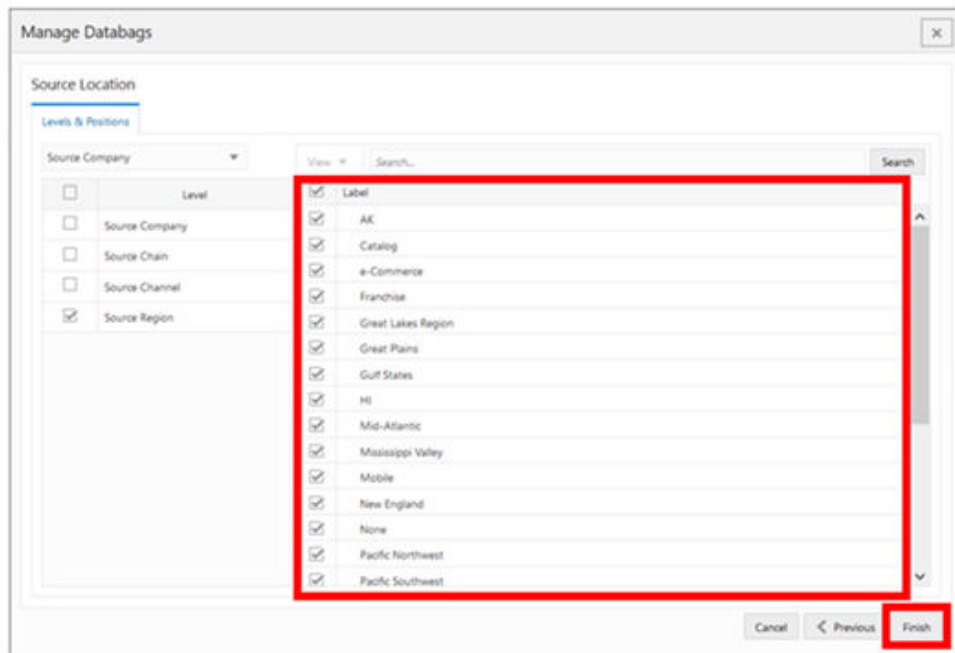 Manage Databags
Source Location
Levels & Positions
Source Company
View
Search...
Search
Level
Source Company
Source Chain
Source Channel
Source Region
Label
AK
Catalog
e-Commerce
Franchise
Great Lakes Region
Great Plains
Gulf States
HI
Mid-Atlantic
Mississippi Valley
Mobile
New England
None
Pacific Northwest
Pacific Southwest
Cancel
Previous
Finish